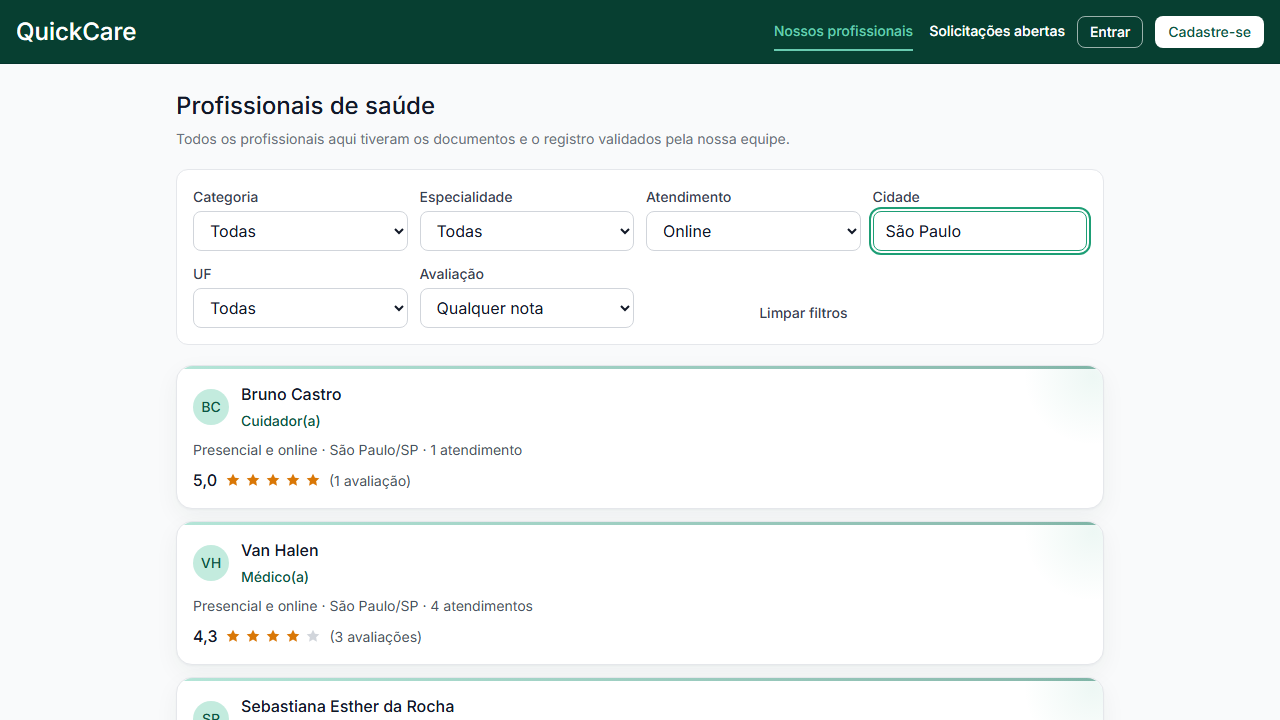 QuickCare
Nossos profissionais
Solicitações abertas
Entrar
Cadastre-se
Profissionais de saúde
Todos os profissionais aqui tiveram os documentos e o registro validados pela nossa equipe.
Categoria
Especialidade
Atendimento
Cidade
Todas
Todas
Online
São Paulo
UF
Avaliação
Todas
Qualquer nota
Limpar filtros
BC
Bruno Castro
Cuidador(a)
Presencial e online · São Paulo/SP · 1 atendimento
5,0
(1 avaliação)
VH
Van Halen
Médico(a)
Presencial e online · São Paulo/SP · 4 atendimentos
4,3
(3 avaliações)
SR
Sebastiana Esther da Rocha